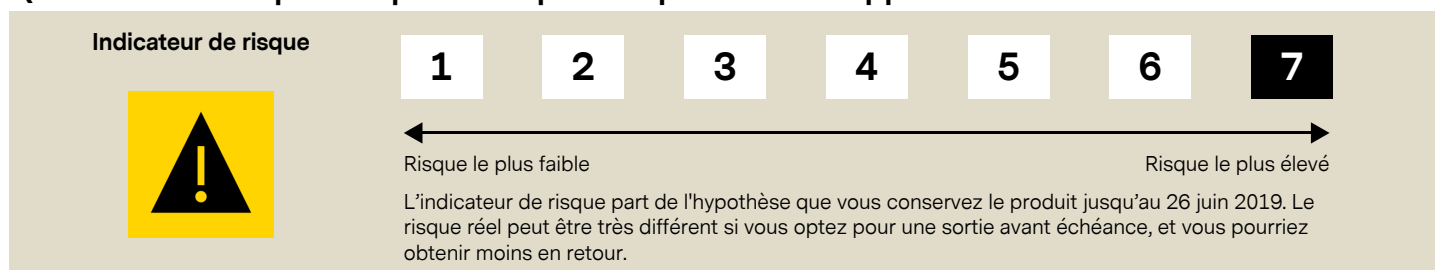 Indicateur de risque
1 2 3 4 5 6 7
Risque le plus faible Risque le plus élevé
L'indicateur de risque part de l'hypothèse que vous conservez le produit jusqu'au 26 juin 2019. Le
risque réel peut être très différent si vous optez pour une sortie avant échéance, et vous pourriez
obtenir moins en retour.